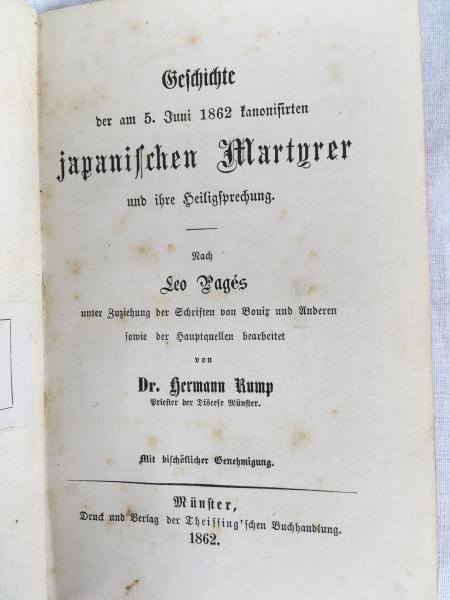 Geschichte
der am 5. Juni 1862 kanonisirten
japanischen Martyrer
und ihre Heiligsprechung.
Nach
Leo Pagés
unter Zuziehung der Schriften von Bouix und Anderen
sowie der Hauptquellen bearbeitet
von
Dr. Hermann Rump
Priester der Diöcese Münster.
Mit bischöflicher Genehmigung.
Münster,
Druck und Verlag der Theissing'schen Buchhandlung.
1862.